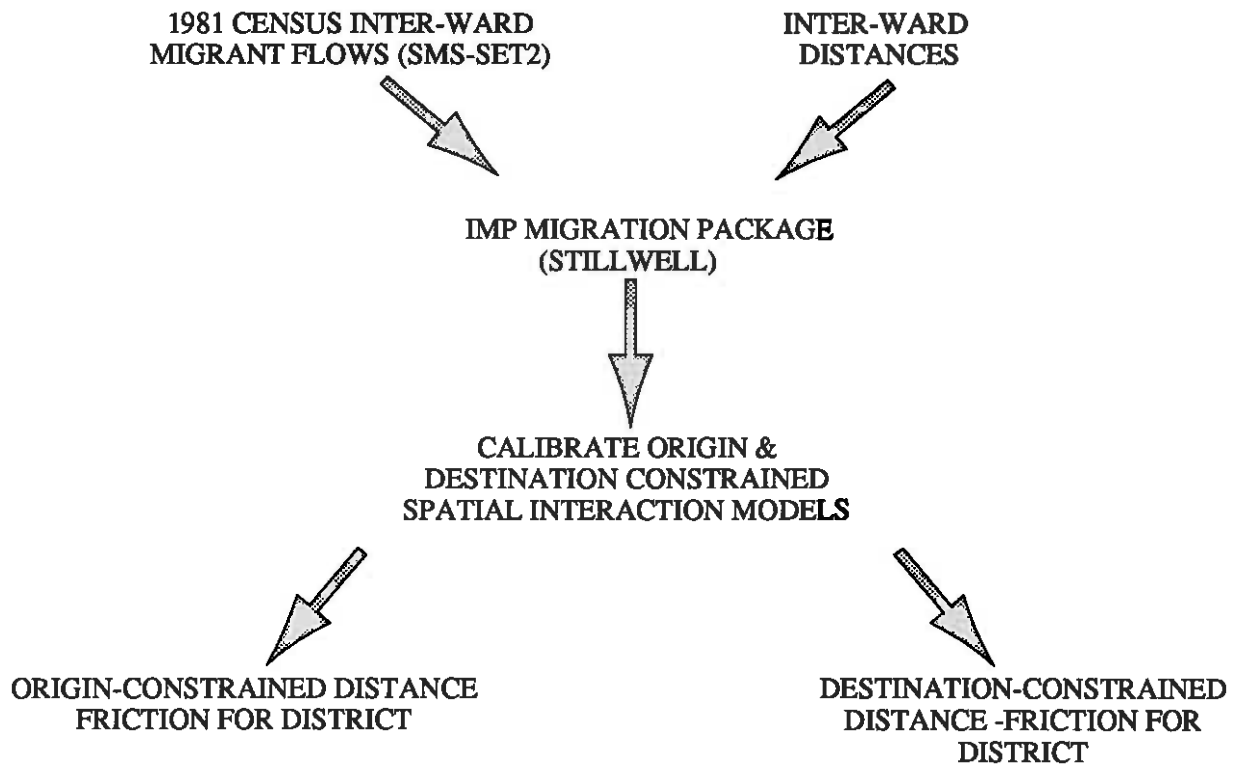 1981 CENSUS INTER-WARD
MIGRANT FLOWS (SMS-SET2)
INTER-WARD
DISTANCES
IMP MIGRATION PACKAGE
(STILLWELL)
CALIBRATE ORIGIN &
DESTINATION CONSTRAINED
SPATIAL INTERACTION MODELS
ORIGIN-CONSTRAINED DISTANCE
FRICTION FOR DISTRICT
DESTINATION-CONSTRAINED
DISTANCE -FRICTION FOR
DISTRICT